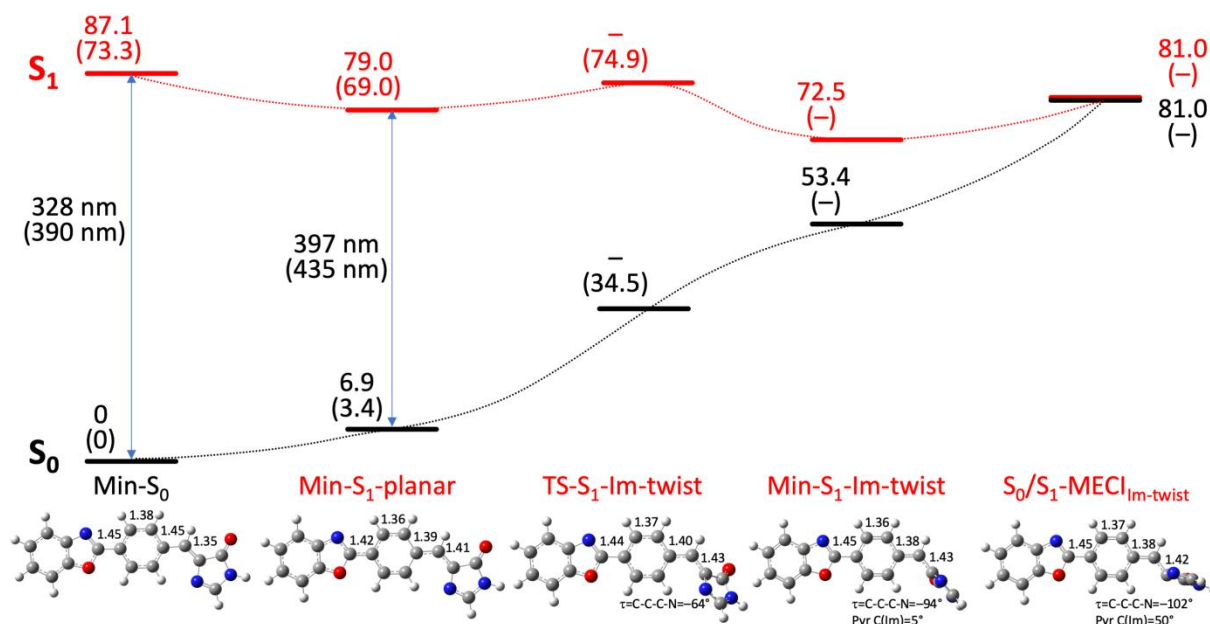 87.1
(73.3)
S₁
79.0
(69.0)
–
(74.9)
72.5
(–)
81.0
(–)
81.0
(–)
328 nm
(390 nm)
397 nm
(435 nm)
53.4
(–)
–
(34.5)
6.9
(3.4)
0
(0)
S₀
Min-S₀
Min-S₁-planar
TS-S₁-Im-twist
Min-S₁-Im-twist
S₀/S₁-MECI_Im-twist
1.45 1.38 1.45 1.35
1.42 1.36 1.39 1.41
1.44 1.37 1.40 1.43
τ=C-C-C-N=–64°
1.45 1.36 1.38 1.43
τ=C-C-C-N=–94°
Pyr C(Im)=5°
1.45 1.37 1.38 1.42
τ=C-C-C-N=–102°
Pyr C(Im)=50°